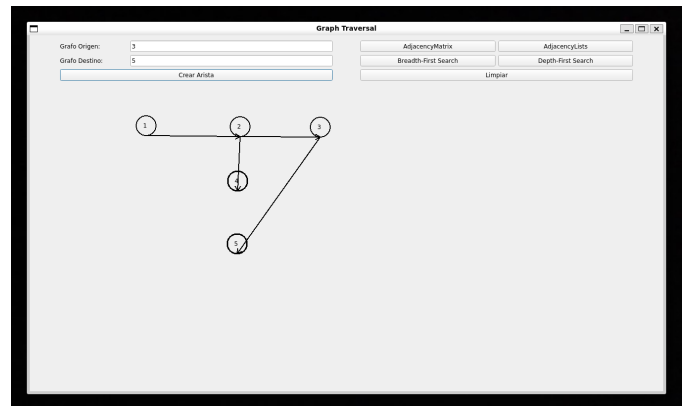 Graph Traversal
Grafo Origen: 3
Grafo Destino: 5
Crear Arista
AdjacencyMatrix AdjacencyLists
Breadth-First Search Depth-First Search
Limpiar
1 2 3
4
5